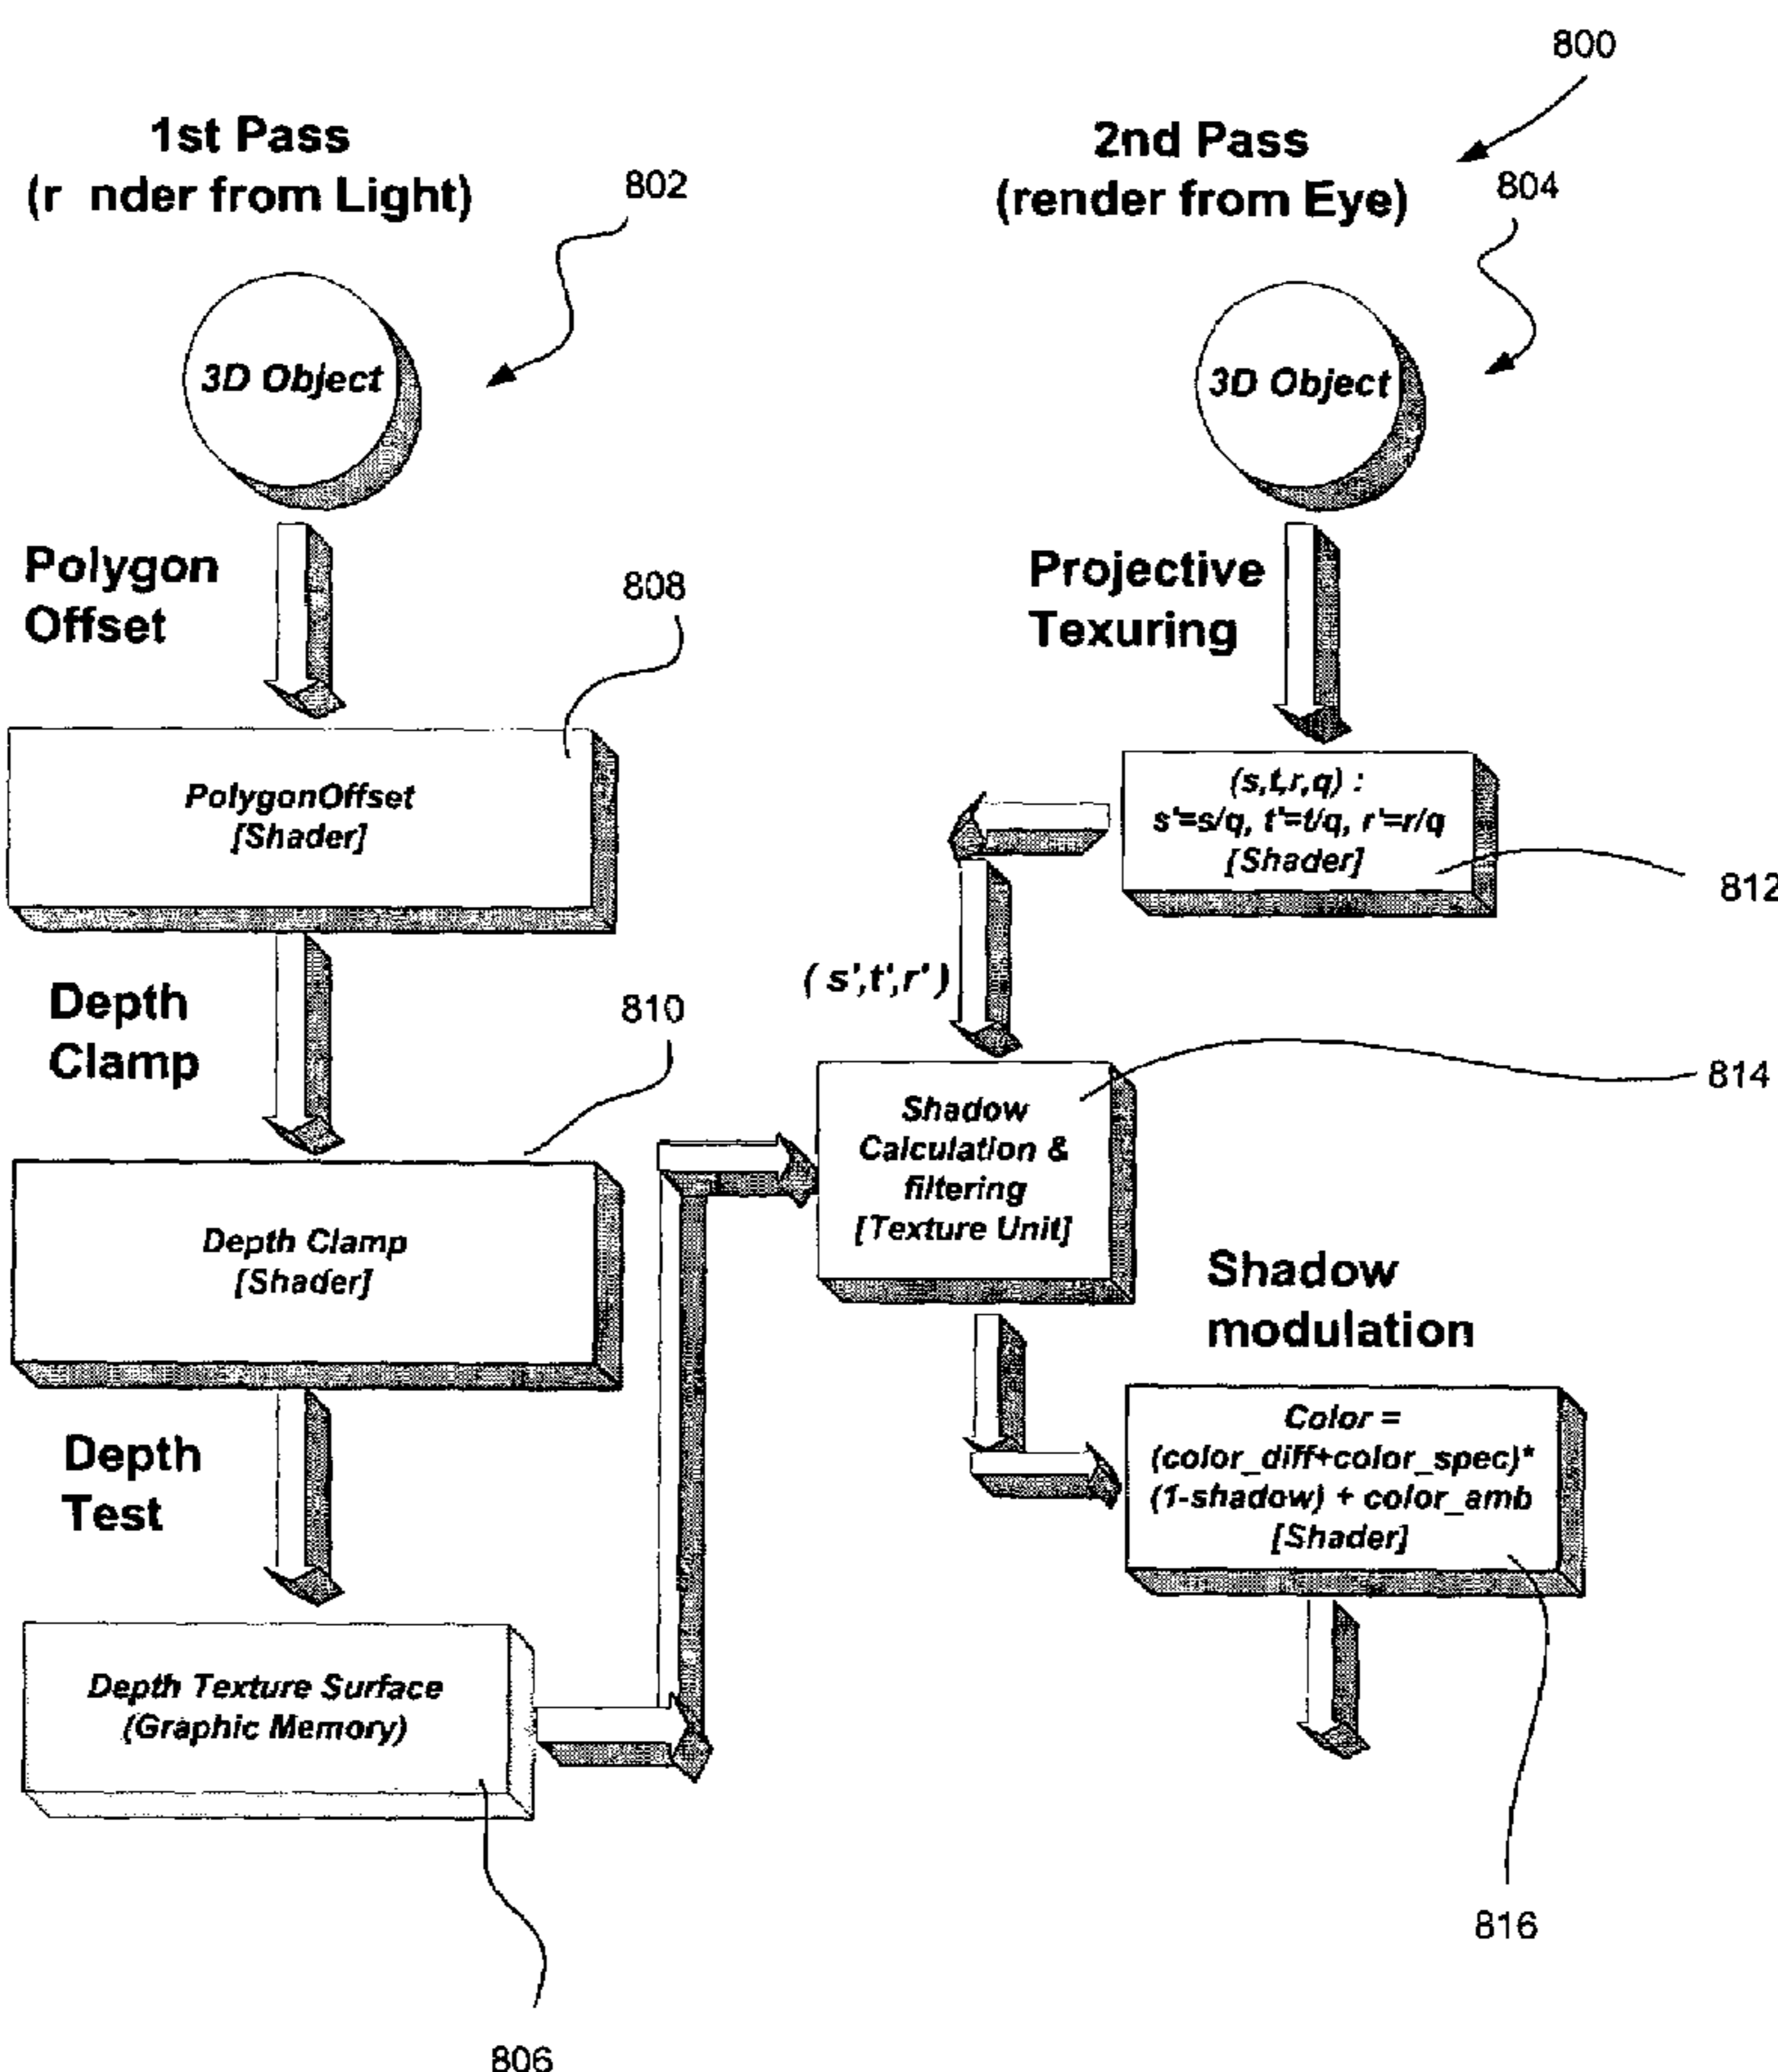 800
1st Pass
(r nder from Light)
802
2nd Pass
(render from Eye)
804
3D Object
3D Object
Polygon
Offset
808
Projective
Texuring
PolygonOffset
[Shader]
(s,t,r,q) :
s'=s/q, t'=t/q, r'=r/q
[Shader]
812
( s',t',r' )
Depth
Clamp
810
814
Shadow
Calculation &
filtering
[Texture Unit]
Depth Clamp
[Shader]
Shadow
modulation
Color =
(color_diff+color_spec)*
(1-shadow) + color_amb
[Shader]
Depth
Test
Depth Texture Surface
(Graphic Memory)
816
806